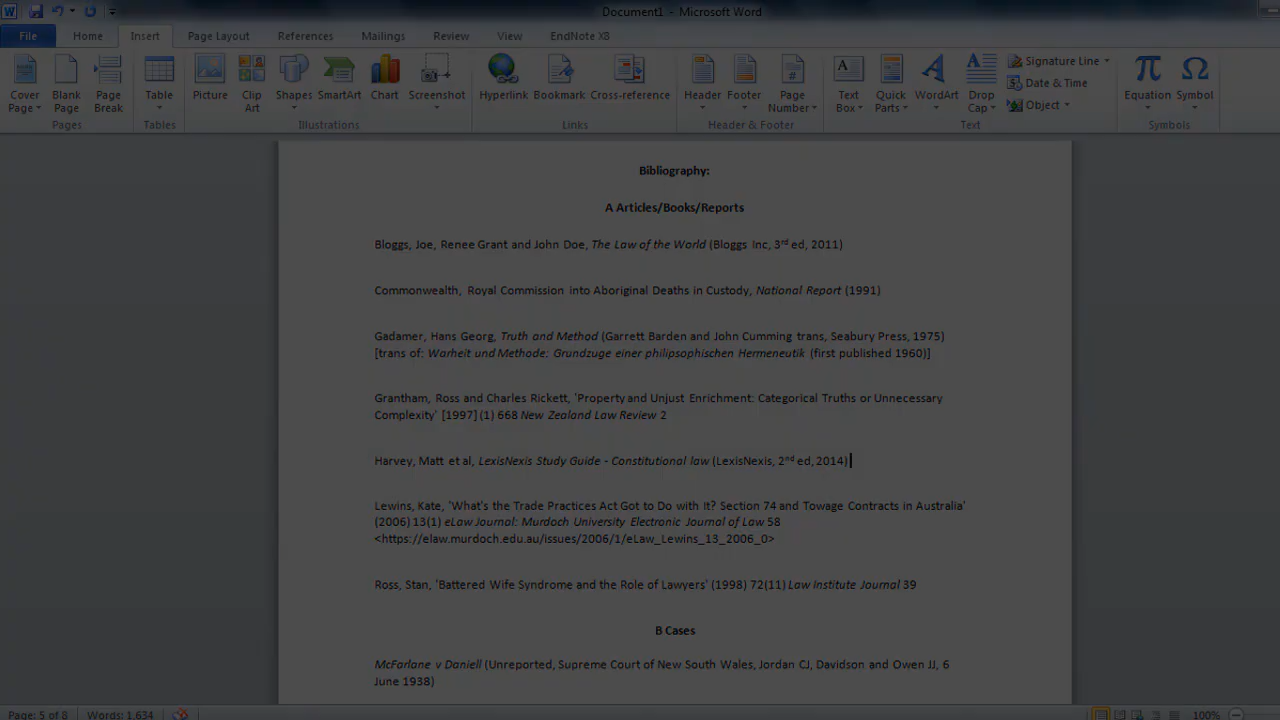 Document1 - Microsoft Word
File Home Insert Page Layout References Mailings Review View EndNote X8
Cover Page Blank Page Page Break Table Picture Clip Art Shapes SmartArt Chart Screenshot Hyperlink Bookmark Cross-reference Header Footer Page Number Text Box Quick Parts WordArt Drop Cap Signature Line Date & Time Object Equation Symbol
Pages Tables Illustrations Links Header & Footer Text Symbols
Bibliography:
A Articles/Books/Reports
Bloggs, Joe, Renee Grant and John Doe, The Law of the World (Bloggs Inc, 3rd ed, 2011)
Commonwealth, Royal Commission into Aboriginal Deaths in Custody, National Report (1991)
Gadamer, Hans Georg, Truth and Method (Garrett Barden and John Cumming trans, Seabury Press, 1975)
[trans of: Warheit und Methode: Grundzuge einer philipsophischen Hermeneutik (first published 1960)]
Grantham, Ross and Charles Rickett, 'Property and Unjust Enrichment: Categorical Truths or Unnecessary
Complexity' [1997] (1) 668 New Zealand Law Review 2
Harvey, Matt et al, LexisNexis Study Guide - Constitutional law (LexisNexis, 2nd ed, 2014)
Lewins, Kate, 'What's the Trade Practices Act Got to Do with It? Section 74 and Towage Contracts in Australia'
(2006) 13(1) eLaw Journal: Murdoch University Electronic Journal of Law 58
<https://elaw.murdoch.edu.au/issues/2006/1/eLaw_Lewins_13_2006_0>
Ross, Stan, 'Battered Wife Syndrome and the Role of Lawyers' (1998) 72(11) Law Institute Journal 39
B Cases
McFarlane v Daniell (Unreported, Supreme Court of New South Wales, Jordan CJ, Davidson and Owen JJ, 6
June 1938)
Page: 5 of 8 Words: 1,634 100%